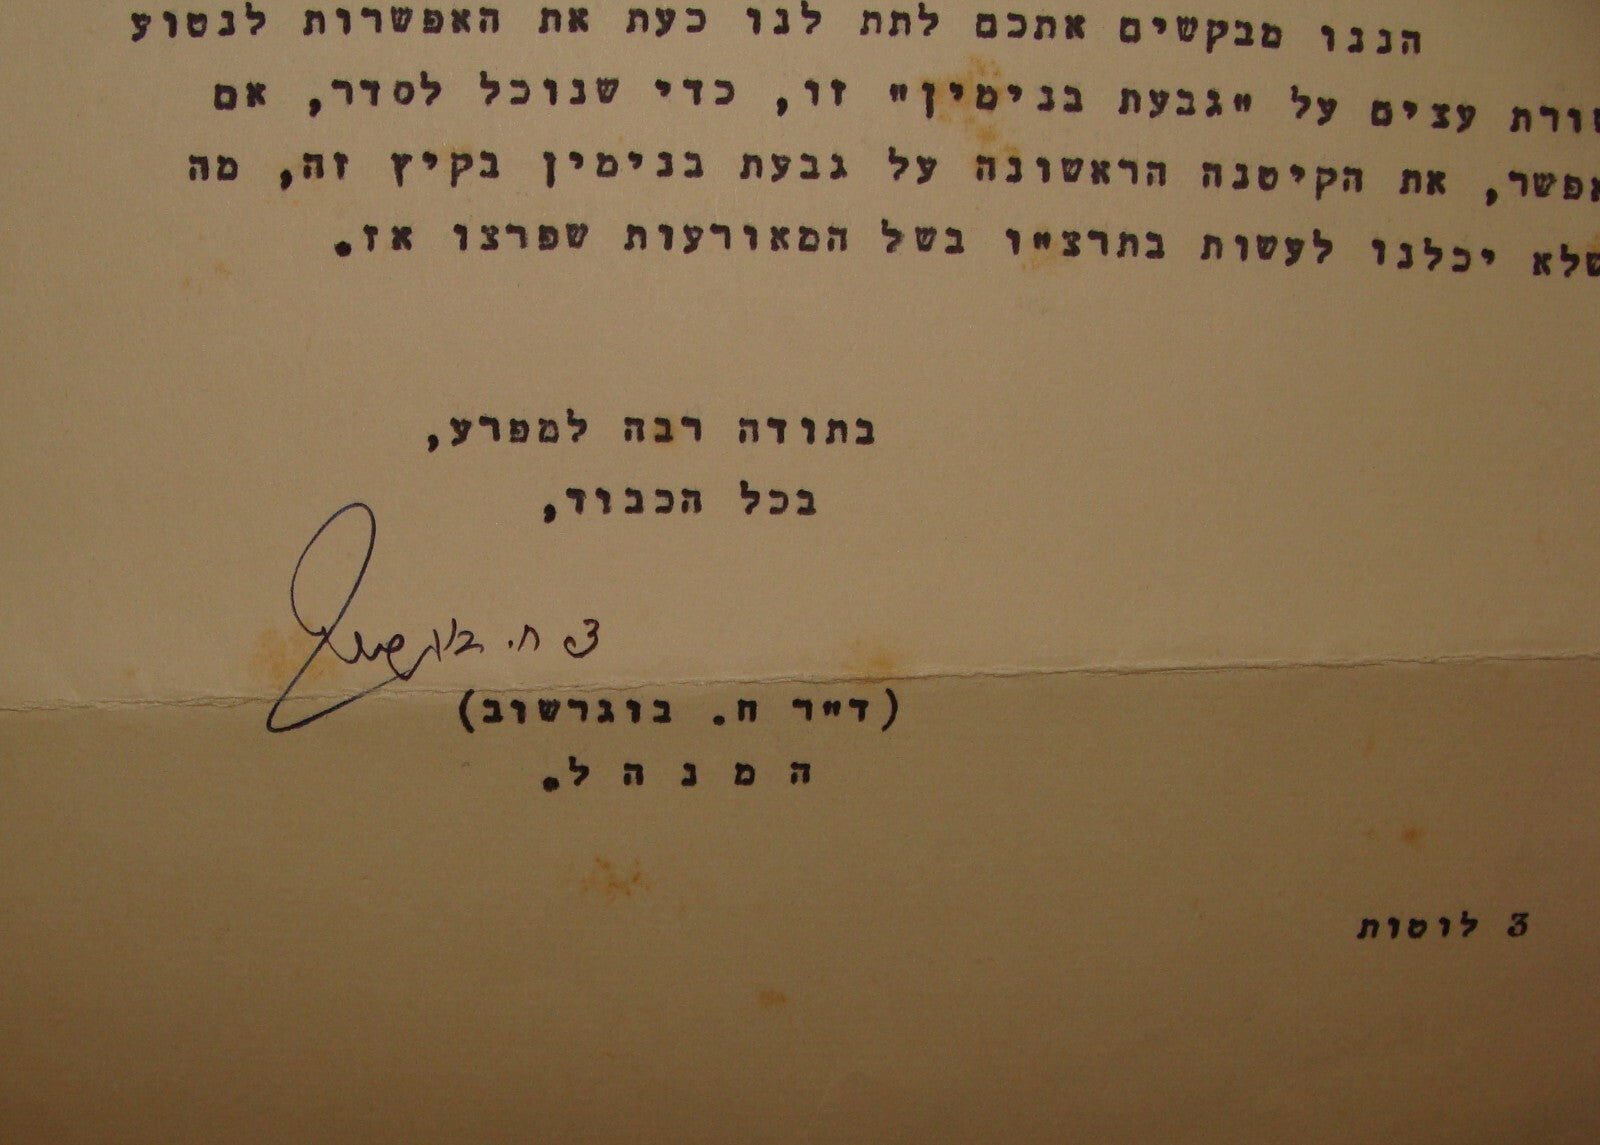 הננו מבקשים אתכם לתת לנו כעת את האפשרות לנטוע
שורת עצים על "גבעת בנימין" זו, כדי שנוכל לסדר, אם
אפשר, את הקיטנה הראשונה על גבעת בנימין בקיץ זה, מה
שלא יכלנו לעשות בתרצ"ו בשל המאורעות שפרצו אז.
בתודה רבה למפרע,
בכל הכבוד,
ח. בוגרשוב
(ד"ר ח. בוגרשוב)
ה מ נ ה ל.
3 לוטות